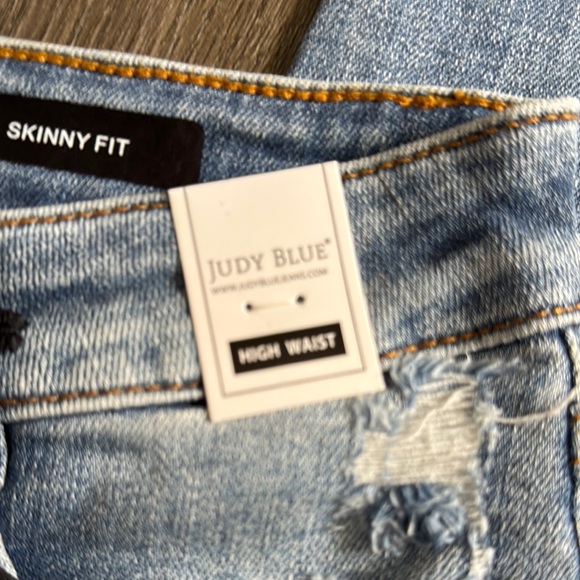 SKINNY FIT
JUDY BLUE®
WWW.JUDYBLUEJEANS.COM
HIGH WAIST